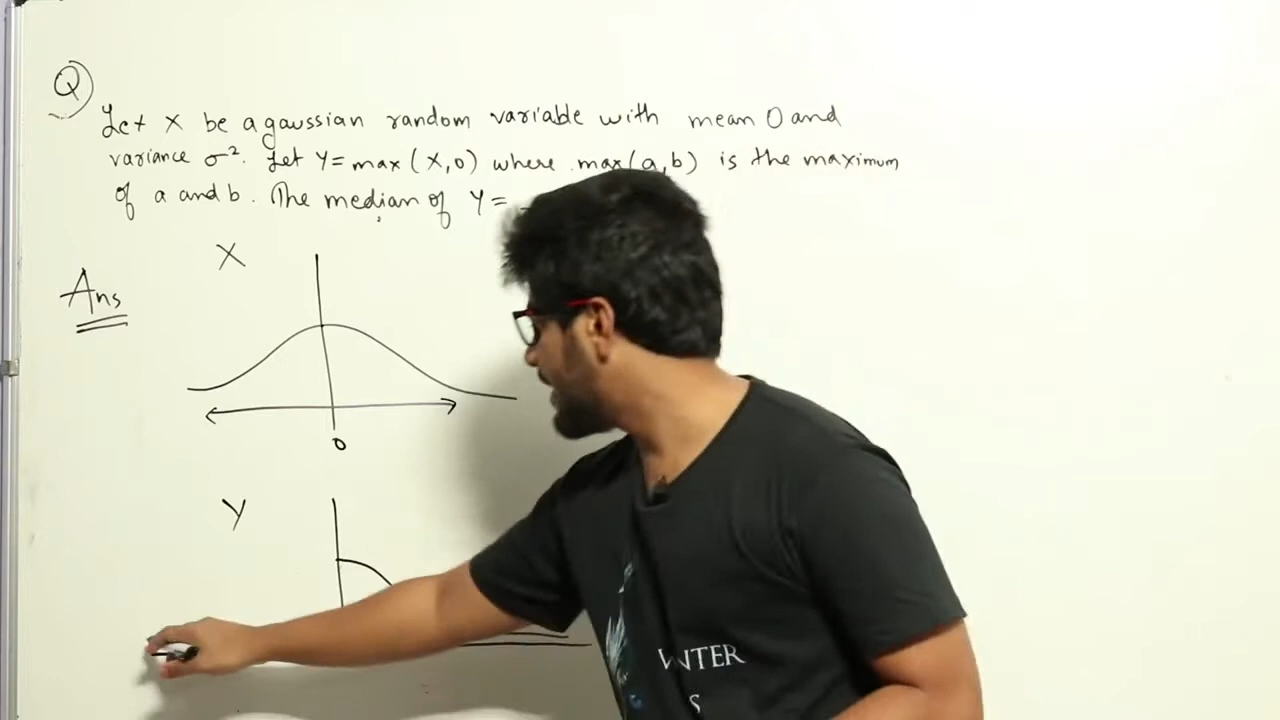 Q)
Let X be a gaussian random variable with mean 0 and
variance σ². Let Y = max (X,0) where max(a,b) is the maximum
of a and b. The median of Y =
X
Ans
0
Y
WINTER
S